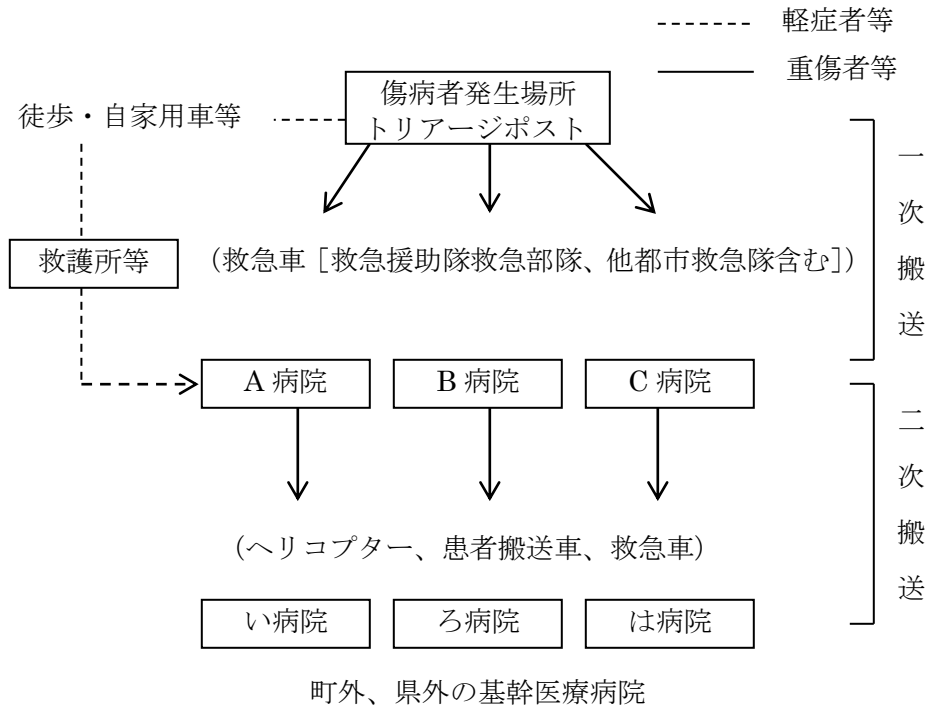 軽症者等
重傷者等
傷病者発生場所
トリアージポスト
徒歩・自家用車等
一次搬送
救護所等
(救急車[救急援助隊救急部隊、他都市救急隊含む])
A 病院
B 病院
C 病院
二次搬送
(ヘリコプター、患者搬送車、救急車)
い病院
ろ病院
は病院
町外、県外の基幹医療病院